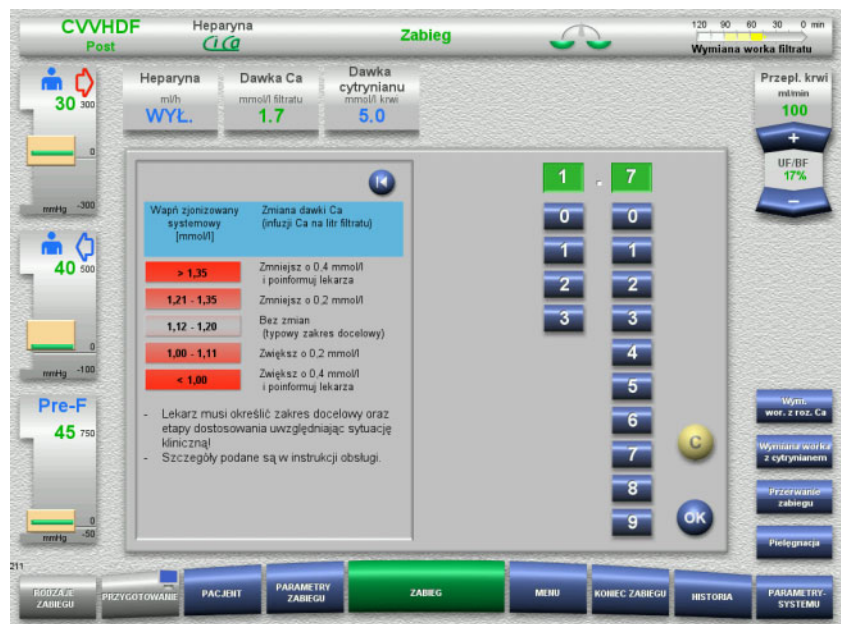 CVVHDF
Post
Heparyna
Ci Ca
Zabieg
120 90 60 30 0 min
Wymiana worka filtratu
30
300
0
mmHg -300
Heparyna
ml/h
WYŁ.
Dawka Ca
mmol/l filtratu
1.7
Dawka
cytrynianu
mmol/l krwi
5.0
Przepl. krwi
ml/min
100
+
UF/BF
17%
−
Wapń zjonizowany
systemowy
[mmol/l]
Zmiana dawki Ca
(infuzji Ca na litr filtratu)
> 1,35
Zmniejsz o 0,4 mmol/l
i poinformuj lekarza
1,21 - 1,35
Zmniejsz o 0,2 mmol/l
1,12 - 1,20
Bez zmian
(typowy zakres docelowy)
1,00 - 1,11
Zwiększ o 0,2 mmol/l
< 1,00
Zwiększ o 0,4 mmol/l
i poinformuj lekarza
- Lekarz musi określić zakres docelowy oraz
etapy dostosowania uwzględniając sytuację
kliniczną!
- Szczegóły podane są w instrukcji obsługi.
1 . 7
0 0
1 1
2 2
3 3
4
5
6
7
8
9
C
OK
40
500
0
mmHg -100
Pre-F
45
750
0
mmHg -50
Wym.
wor. z roz. Ca
Wymiana worka
z cytrynianem
Przerwanie
zabiegu
Pielęgnacja
211
RODZAJE
ZABIEGU
PRZYGOTOWANIE
PACJENT
PARAMETRY
ZABIEGU
ZABIEG
MENU
KONIEC ZABIEGU
HISTORIA
PARAMETRY-
SYSTEMU